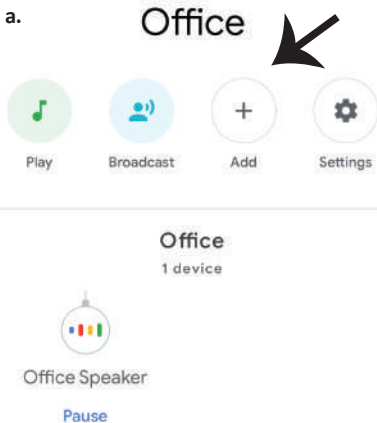 a.
Office
Play Broadcast Add Settings
Office
1 device
Office Speaker
Pause